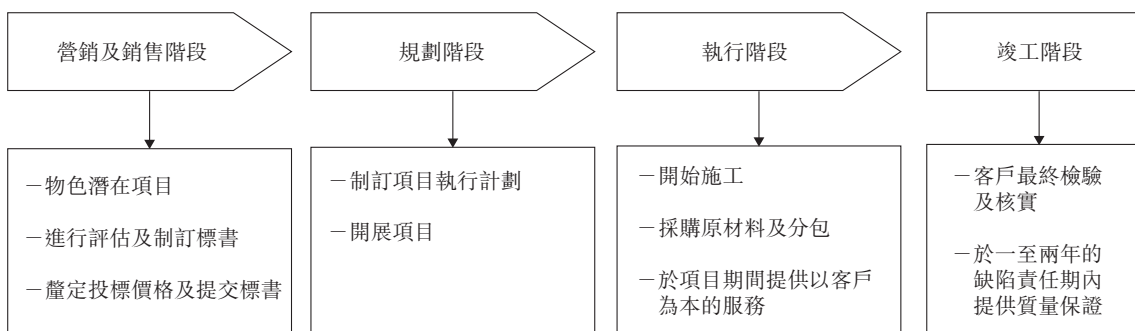 營銷及銷售階段
規劃階段
執行階段
竣工階段
－物色潛在項目
－進行評估及制訂標書
－釐定投標價格及提交標書
－制訂項目執行計劃
－開展項目
－開始施工
－採購原材料及分包
－於項目期間提供以客戶
為本的服務
－客戶最終檢驗
及核實
－於一至兩年的
缺陷責任期內
提供質量保證